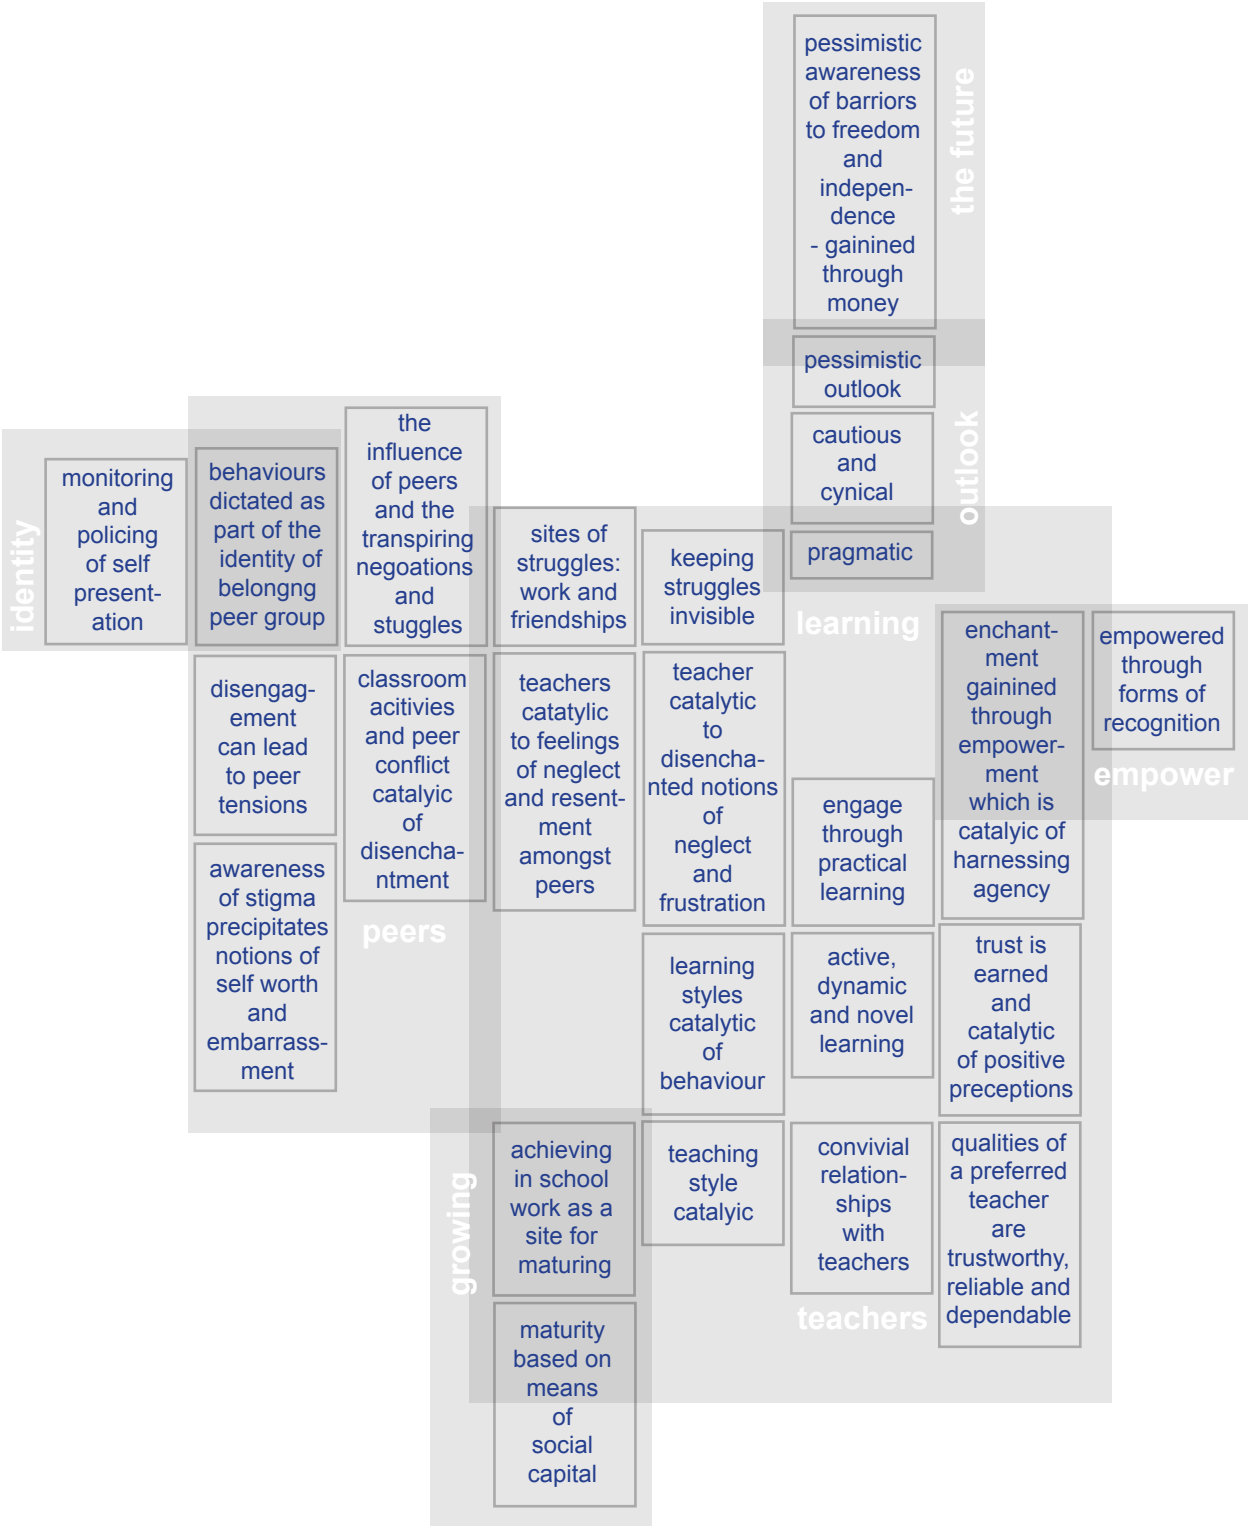 pessimistic
awareness
of barriors
to freedom
and
indepen-
dence
- gainined
through
money
the future
pessimistic
outlook
cautious
and
cynical
outlook
pragmatic
identity
monitoring
and
policing
of self
present-
ation
behaviours
dictated as
part of the
identity of
belongng
peer group
the
influence
of peers
and the
transpiring
negoations
and
stuggles
sites of
struggles:
work and
friendships
keeping
struggles
invisible
learning
enchant-
ment
gainined
through
empower-
ment
which is
catalyic of
harnessing
agency
empowered
through
forms of
recognition
empower
disengag-
ement
can lead
to peer
tensions
classroom
acitivies
and peer
conflict
catalyic
of
disencha-
ntment
teachers
catatylic
to feelings
of neglect
and resent-
ment
amongst
peers
teacher
catalytic
to
disencha-
nted notions
of
neglect
and
frustration
engage
through
practical
learning
awareness
of stigma
precipitates
notions of
self worth
and
embarrass-
ment
peers
learning
styles
catalytic
of
behaviour
active,
dynamic
and novel
learning
trust is
earned
and
catalytic
of positive
preceptions
growing
achieving
in school
work as a
site for
maturing
teaching
style
catalyic
convivial
relation-
ships
with
teachers
teachers
qualities of
a preferred
teacher
are
trustworthy,
reliable and
dependable
maturity
based on
means
of
social
capital